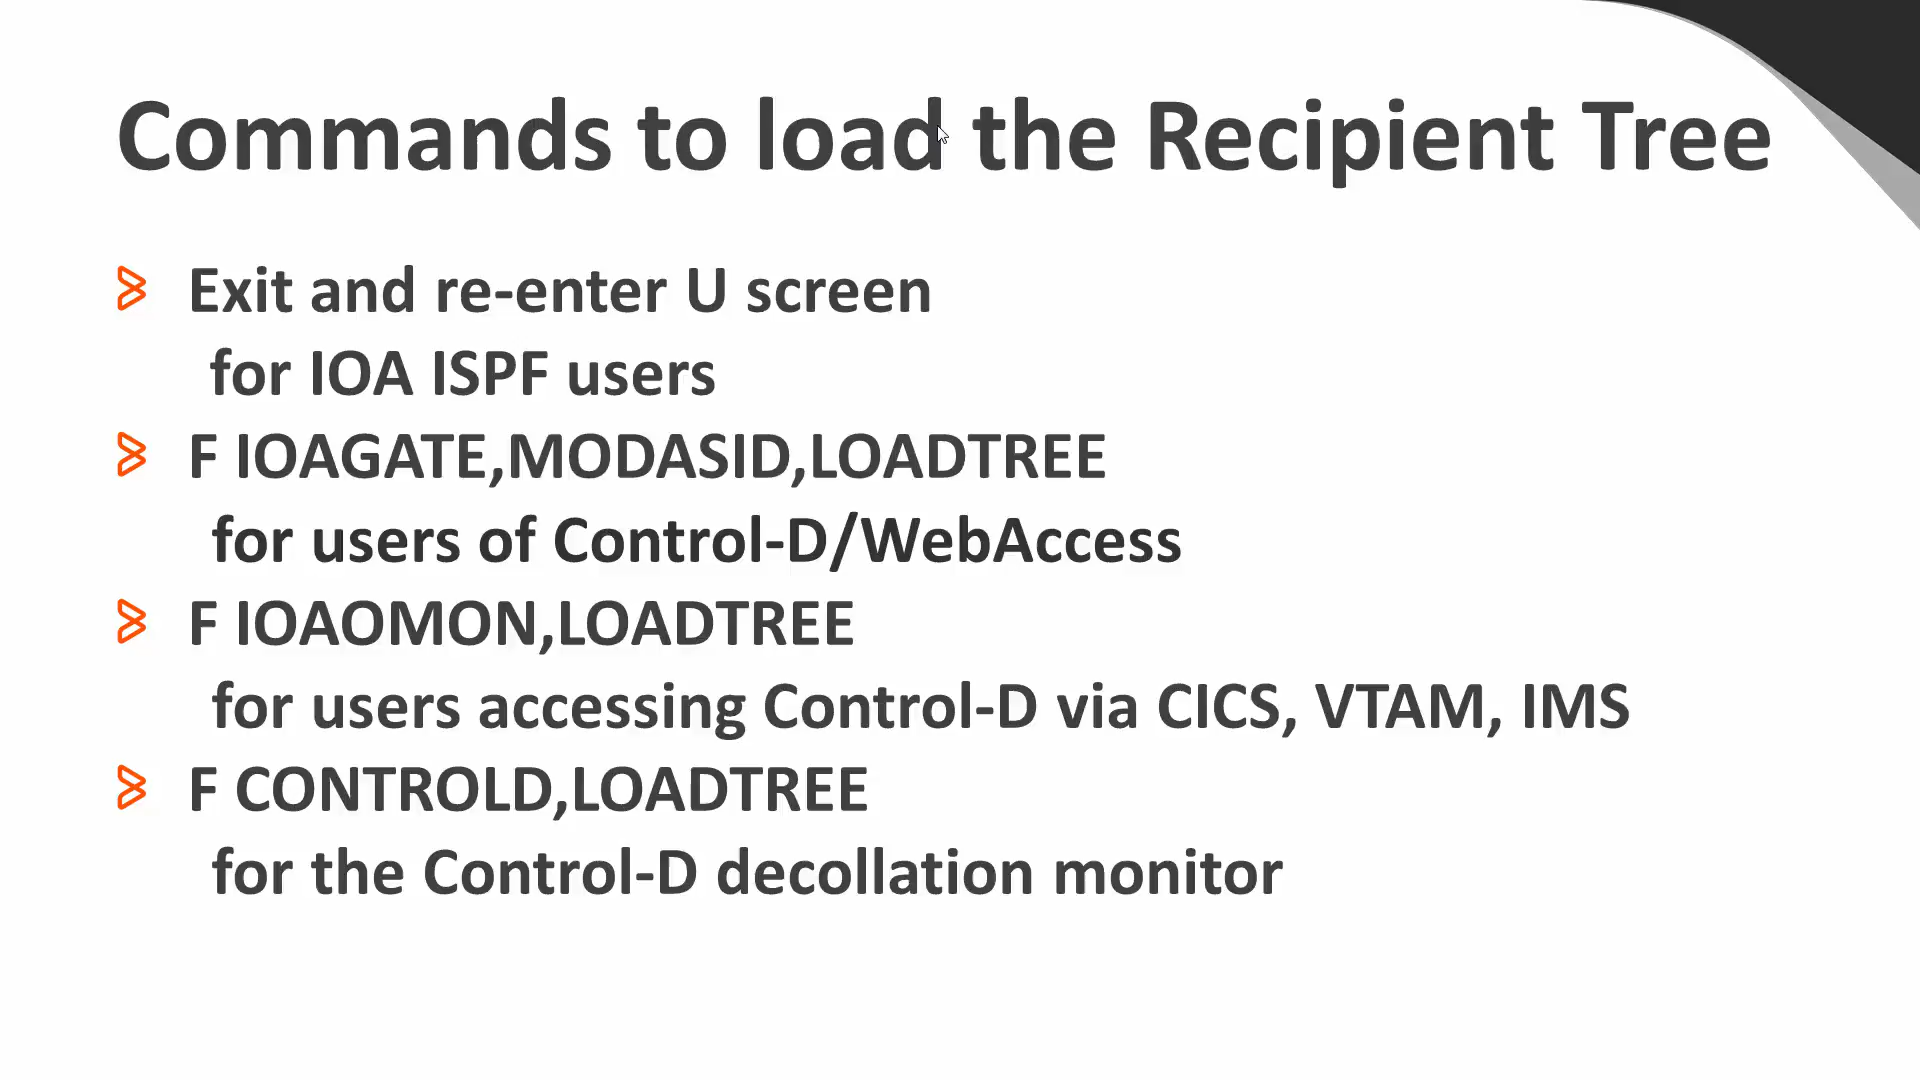 Commands to load the Recipient Tree
Exit and re-enter U screen
for IOA ISPF users
F IOAGATE,MODASID,LOADTREE
for users of Control-D/WebAccess
F IOAOMON,LOADTREE
for users accessing Control-D via CICS, VTAM, IMS
F CONTROLD,LOADTREE
for the Control-D decollation monitor